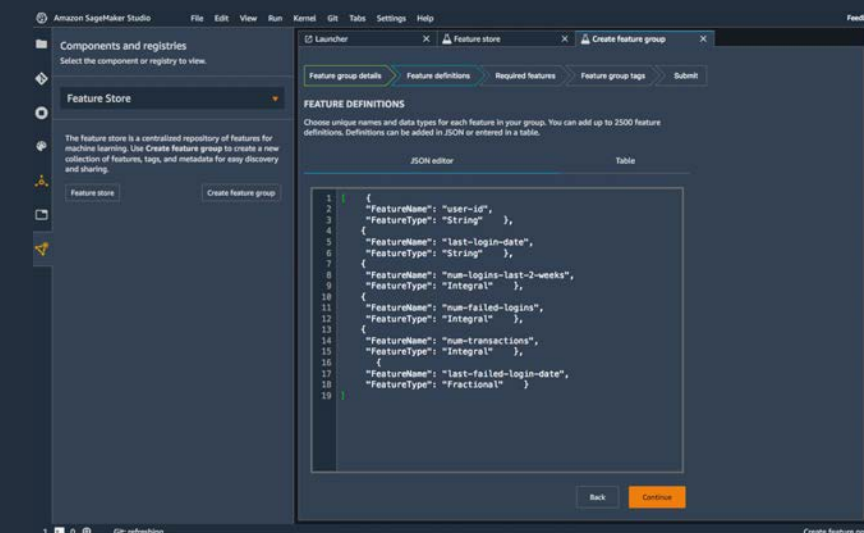 Amazon SageMaker Studio File Edit View Run Kernel Git Tabs Settings Help
Components and registries
Select the component or registry to view.
Feature Store
The feature store is a centralized repository of features for
machine learning. Use Create feature group to create a new
collection of features, tags, and metadata for easy discovery
and sharing.
Feature store Create feature group
Launcher Feature store Create feature group
Feature group details Feature definitions Required features Feature group tags Submit
FEATURE DEFINITIONS
Choose unique names and data types for each feature in your group. You can add up to 2500 feature
definitions. Definitions can be added in JSON or entered in a table.
JSON editor Table
1 [ {
2 "FeatureName": "user-id",
3 "FeatureType": "String" },
4 {
5 "FeatureName": "last-login-date",
6 "FeatureType": "String" },
7 {
8 "FeatureName": "num-logins-last-2-weeks",
9 "FeatureType": "Integral" },
10 {
11 "FeatureName": "num-failed-logins",
12 "FeatureType": "Integral" },
13 {
14 "FeatureName": "num-transactions",
15 "FeatureType": "Integral" },
16 {
17 "FeatureName": "last-failed-login-date",
18 "FeatureType": "Fractional" }
19 ]
Back Continue
1 0 Git: refreshing